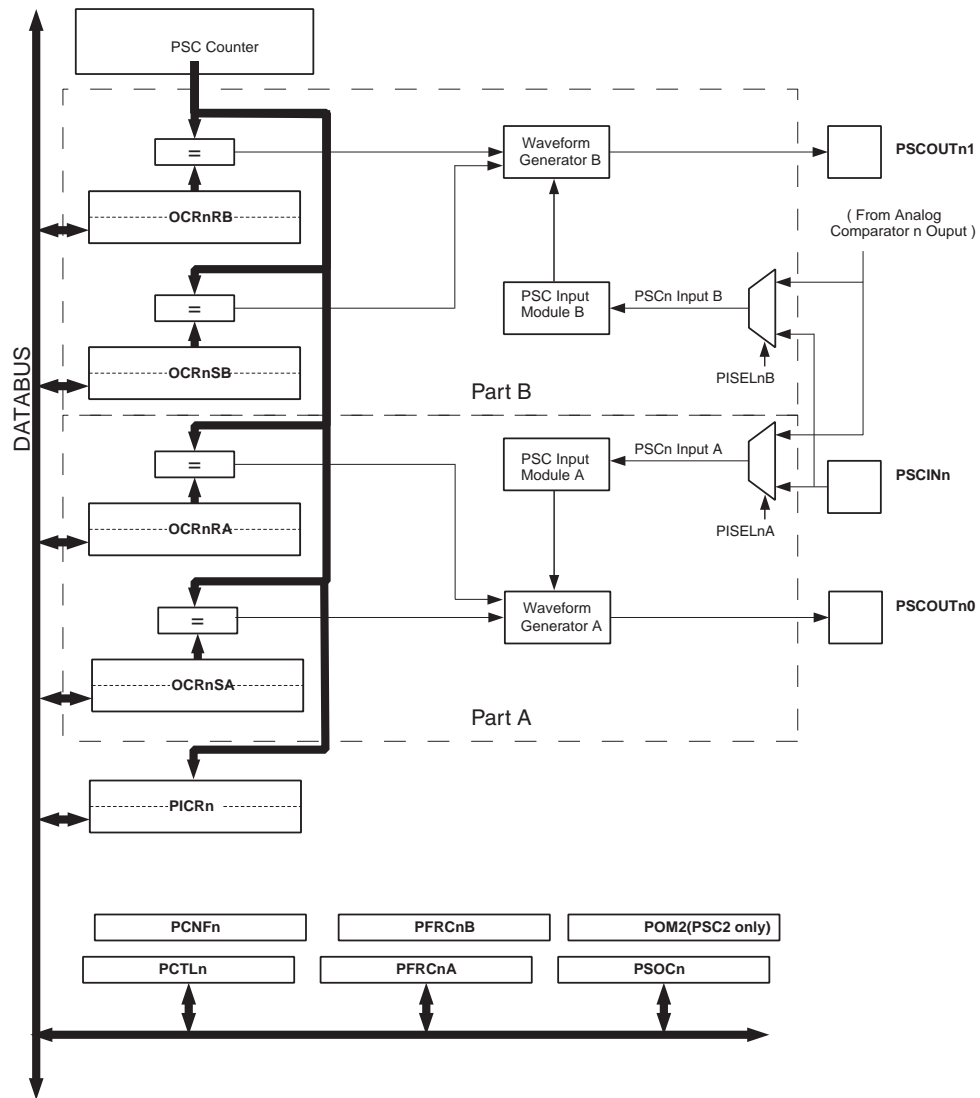 PSC Counter
=
Waveform
Generator B
PSCOUTn1
OCRnRB
( From Analog
Comparator n Ouput )
=
PSC Input
Module B
PSCn Input B
OCRnSB
PISELnB
DATABUS
Part B
=
PSC Input
Module A
PSCn Input A
PSCINn
OCRnRA
PISELnA
=
Waveform
Generator A
PSCOUTn0
OCRnSA
Part A
PICRn
PCNFn
PFRCnB
POM2(PSC2 only)
PCTLn
PFRCnA
PSOCn